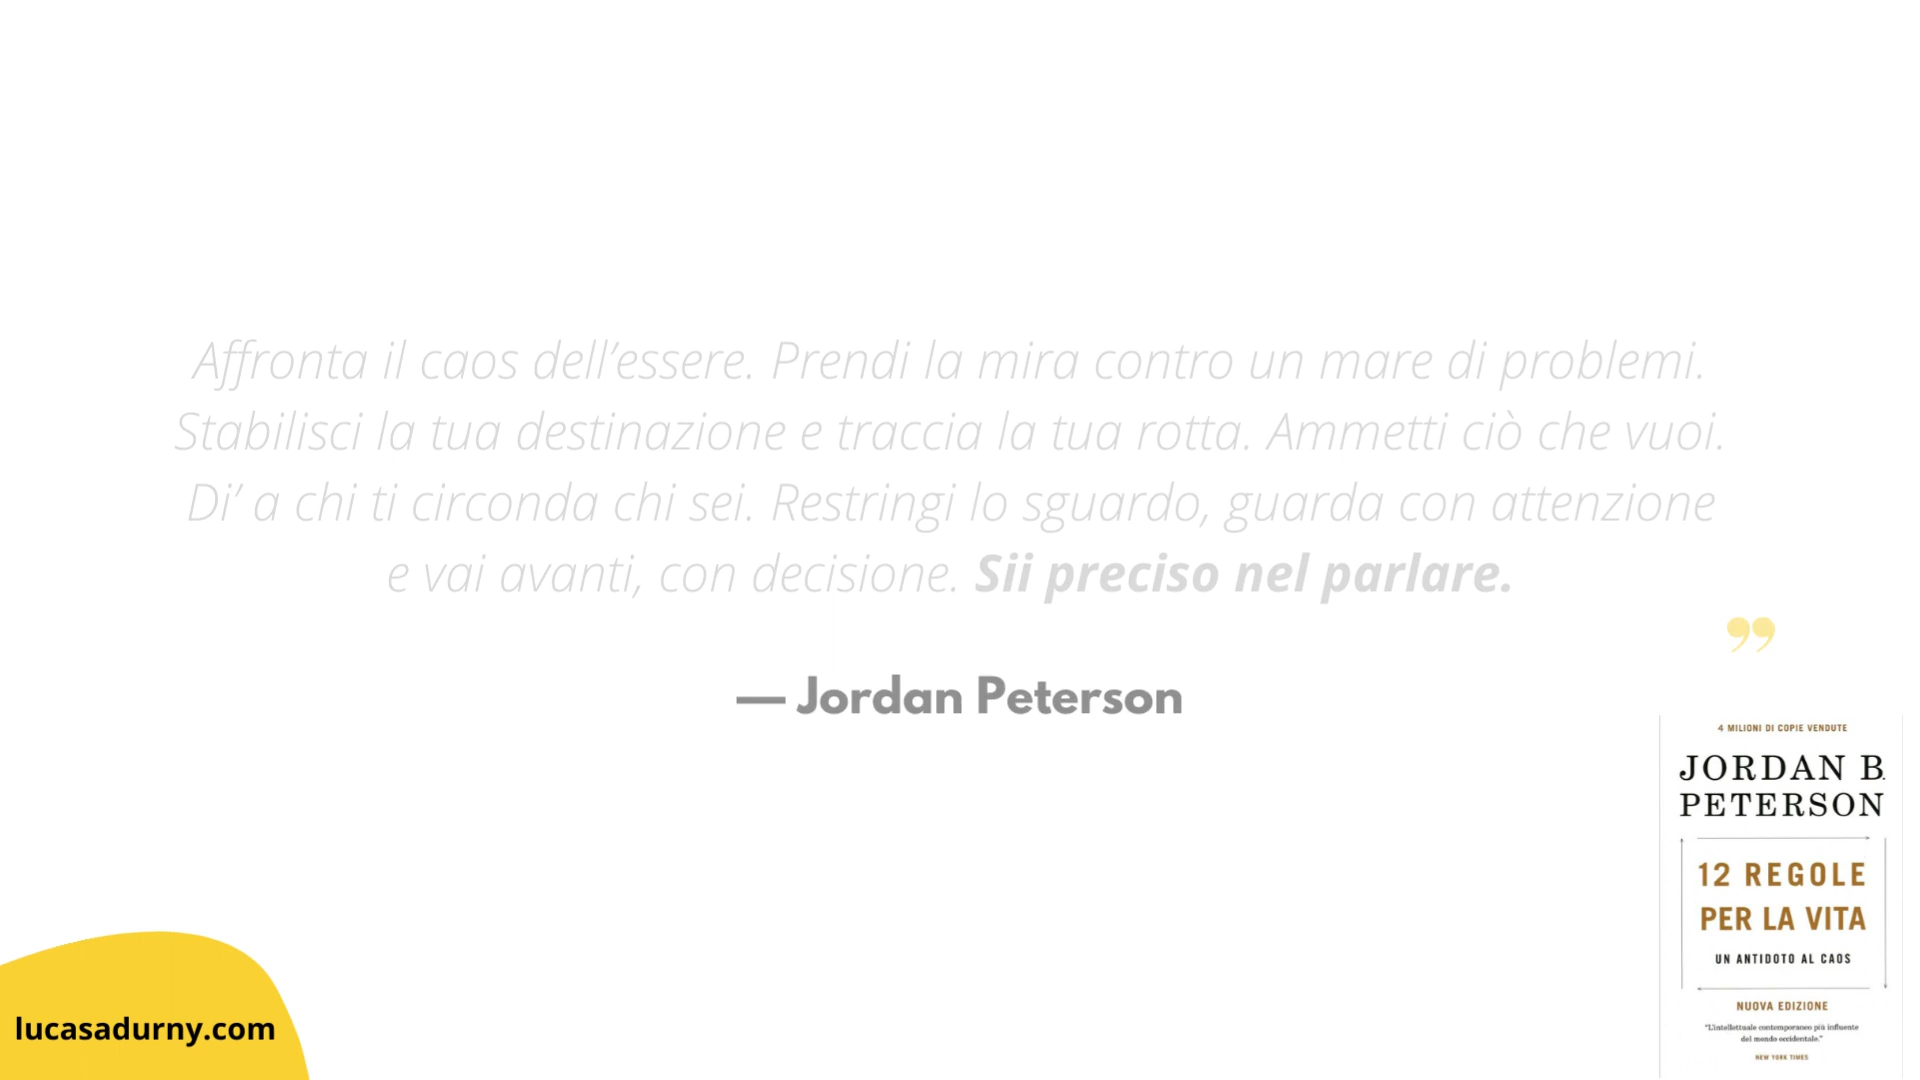 Affronta il caos dell’essere. Prendi la mira contro un mare di problemi.
Stabilisci la tua destinazione e traccia la tua rotta. Ammetti ciò che vuoi.
Di’ a chi ti circonda chi sei. Restringi lo sguardo, guarda con attenzione
e vai avanti, con decisione. Sii preciso nel parlare.
”
— Jordan Peterson
4 MILIONI DI COPIE VENDUTE
JORDAN B.
PETERSON
12 REGOLE
PER LA VITA
UN ANTIDOTO AL CAOS
NUOVA EDIZIONE
"L'intellettuale contemporaneo più influente
del mondo occidentale."
NEW YORK TIMES
lucasadurny.com